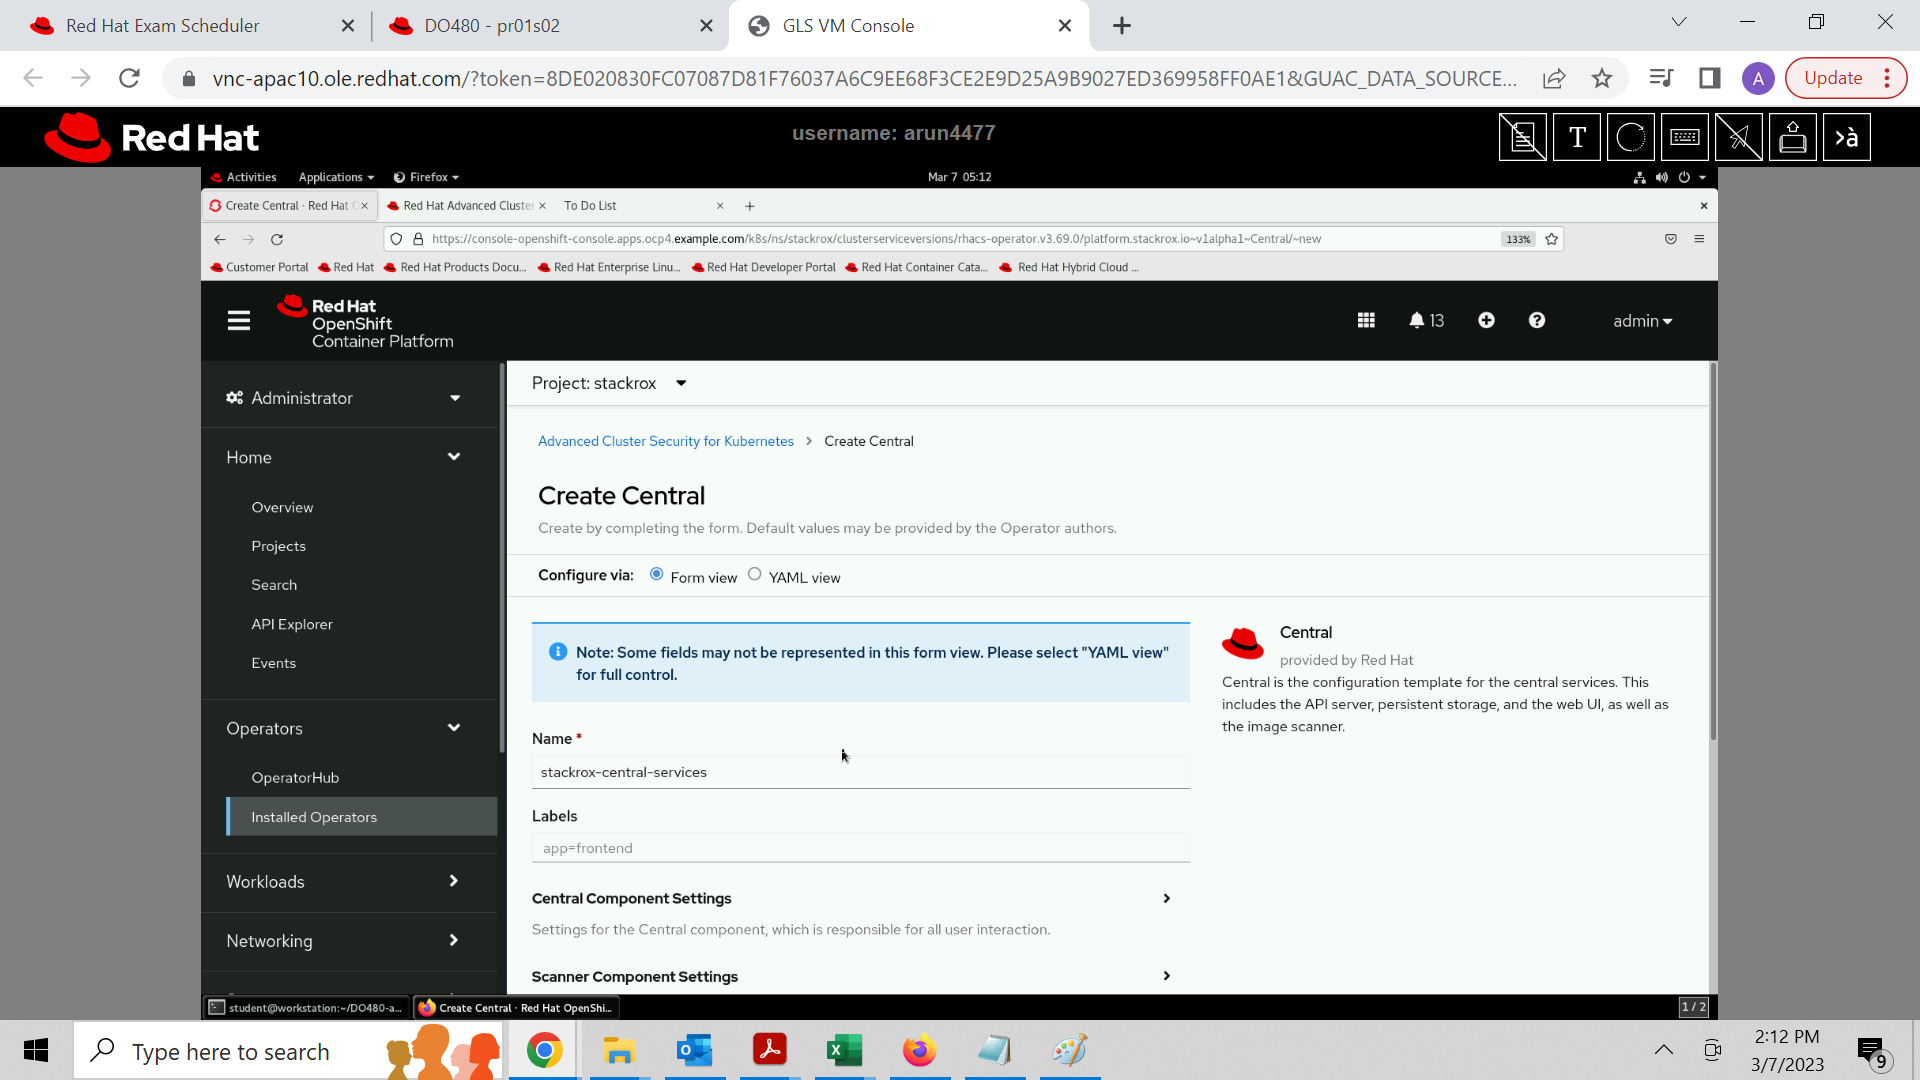 Red Hat Exam Scheduler
DO480 - pr01s02
GLS VM Console
vnc-apac10.ole.redhat.com/?token=8DE020830FC07087D81F76037A6C9EE68F3CE2E9D25A9B9027ED369958FF0AE1&GUAC_DATA_SOURCE...
A
Update
Red Hat
username: arun4477
T
>à
Activities
Applications
Firefox
Mar 7 05:12
Create Central · Red Hat C
Red Hat Advanced Cluster
To Do List
https://console-openshift-console.apps.ocp4.example.com/k8s/ns/stackrox/clusterserviceversions/rhacs-operator.v3.69.0/platform.stackrox.io~v1alpha1~Central/~new
133%
Customer Portal
Red Hat
Red Hat Products Docu...
Red Hat Enterprise Linu...
Red Hat Developer Portal
Red Hat Container Cata...
Red Hat Hybrid Cloud ...
Red Hat
OpenShift
Container Platform
13
admin
Administrator
Home
Overview
Projects
Search
API Explorer
Events
Operators
OperatorHub
Installed Operators
Workloads
Networking
Project: stackrox
Advanced Cluster Security for Kubernetes > Create Central
Create Central
Create by completing the form. Default values may be provided by the Operator authors.
Configure via: Form view YAML view
Note: Some fields may not be represented in this form view. Please select "YAML view"
for full control.
Name *
stackrox-central-services
Labels
app=frontend
Central Component Settings
Settings for the Central component, which is responsible for all user interaction.
Scanner Component Settings
Central
provided by Red Hat
Central is the configuration template for the central services. This
includes the API server, persistent storage, and the web UI, as well as
the image scanner.
student@workstation:~/DO480-a...
Create Central · Red Hat OpenShi...
1 / 2
Type here to search
2:12 PM
3/7/2023
9